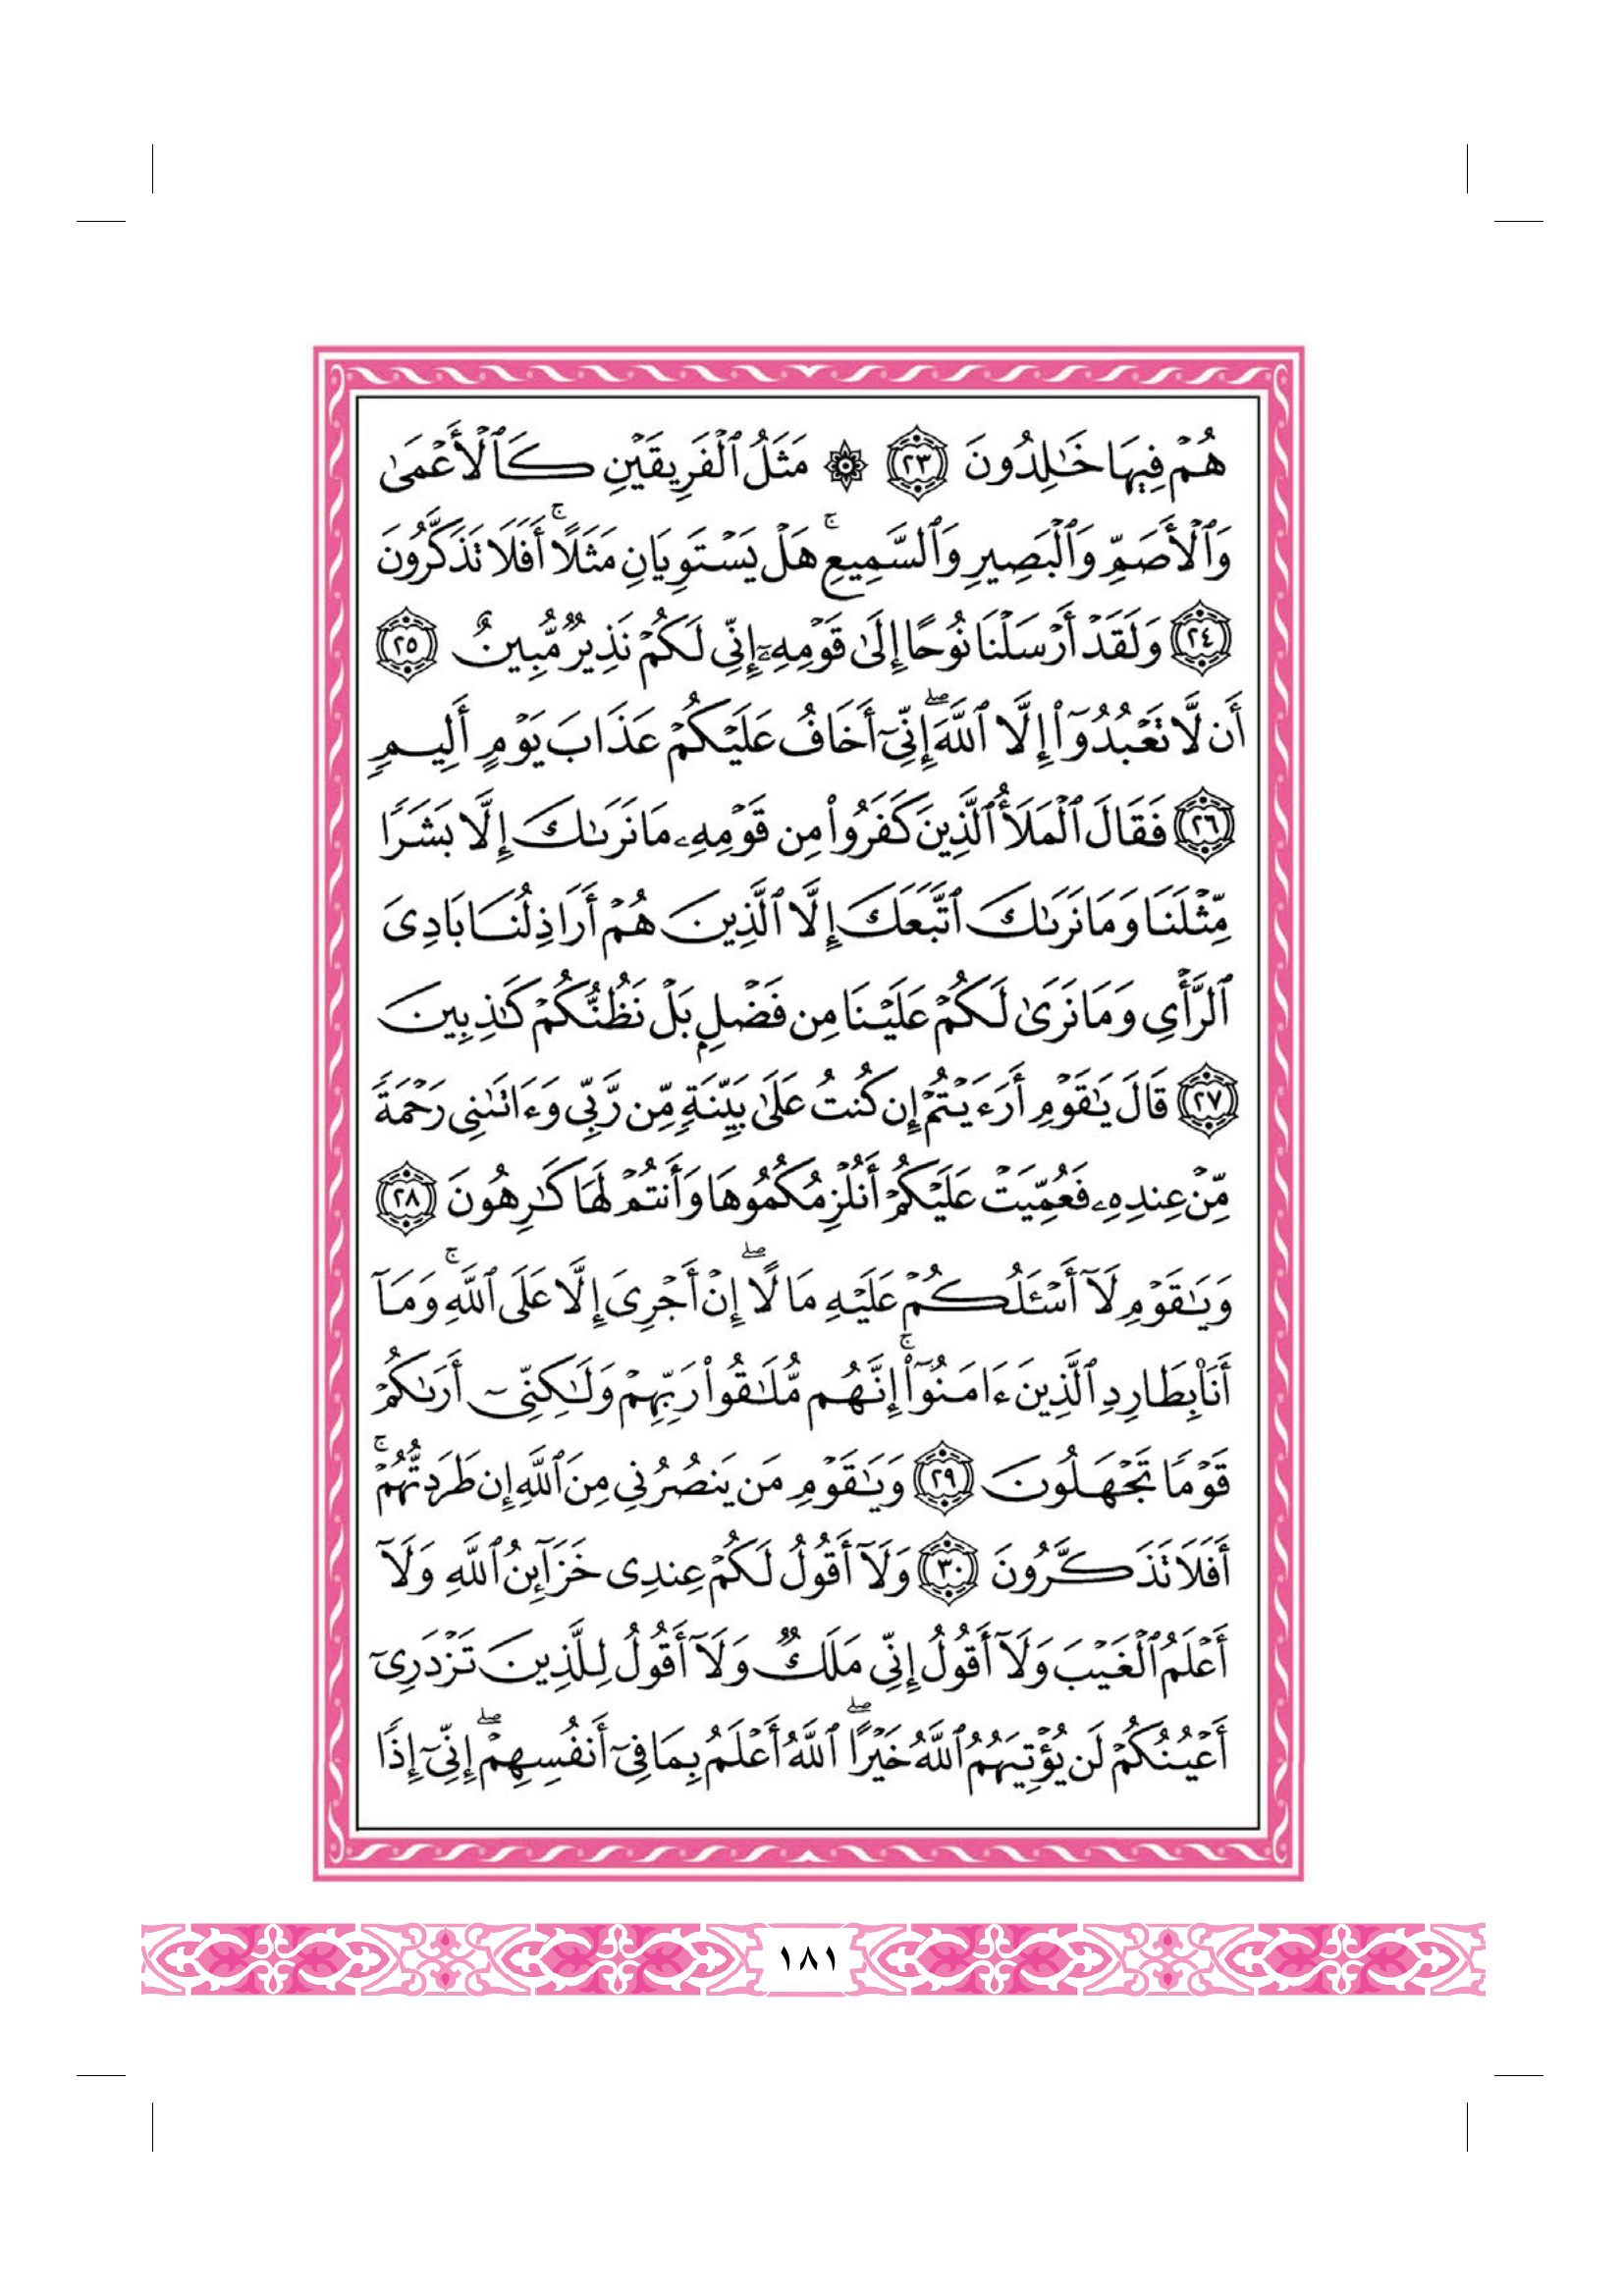 هُمۡ فِيهَا خَٰلِدُونَ ٢٣ ۞ مَثَلُ ٱلۡفَرِيقَيۡنِ كَٱلۡأَعۡمَىٰ
وَٱلۡأَصَمِّ وَٱلۡبَصِيرِ وَٱلسَّمِيعِۚ هَلۡ يَسۡتَوِيَانِ مَثَلًاۚ أَفَلَا تَذَكَّرُونَ
٢٤ وَلَقَدۡ أَرۡسَلۡنَا نُوحًا إِلَىٰ قَوۡمِهِۦٓ إِنِّي لَكُمۡ نَذِيرٞ مُّبِينٌ ٢٥
أَن لَّا تَعۡبُدُوٓاْ إِلَّا ٱللَّهَۖ إِنِّيٓ أَخَافُ عَلَيۡكُمۡ عَذَابَ يَوۡمٍ أَلِيمٖ
٢٦ فَقَالَ ٱلۡمَلَأُ ٱلَّذِينَ كَفَرُواْ مِن قَوۡمِهِۦ مَا نَرَىٰكَ إِلَّا بَشَرٗا
مِّثۡلَنَا وَمَا نَرَىٰكَ ٱتَّبَعَكَ إِلَّا ٱلَّذِينَ هُمۡ أَرَاذِلُنَا بَادِيَ
ٱلرَّأۡيِ وَمَا نَرَىٰ لَكُمۡ عَلَيۡنَا مِن فَضۡلِۭ بَلۡ نَظُنُّكُمۡ كَٰذِبِينَ
٢٧ قَالَ يَٰقَوۡمِ أَرَءَيۡتُمۡ إِن كُنتُ عَلَىٰ بَيِّنَةٖ مِّن رَّبِّي وَءَاتَىٰنِي رَحۡمَةٗ
مِّنۡ عِندِهِۦ فَعُمِّيَتۡ عَلَيۡكُمۡ أَنُلۡزِمُكُمُوهَا وَأَنتُمۡ لَهَا كَٰرِهُونَ ٢٨
وَيَٰقَوۡمِ لَآ أَسۡـَٔلُكُمۡ عَلَيۡهِ مَالًاۖ إِنۡ أَجۡرِيَ إِلَّا عَلَى ٱللَّهِۚ وَمَآ
أَنَا۠ بِطَارِدِ ٱلَّذِينَ ءَامَنُوٓاْۚ إِنَّهُم مُّلَٰقُواْ رَبِّهِمۡ وَلَٰكِنِّيٓ أَرَىٰكُمۡ
قَوۡمٗا تَجۡهَلُونَ ٢٩ وَيَٰقَوۡمِ مَن يَنصُرُنِي مِنَ ٱللَّهِ إِن طَرَدتُّهُمۡۚ
أَفَلَا تَذَكَّرُونَ ٣٠ وَلَآ أَقُولُ لَكُمۡ عِندِي خَزَآئِنُ ٱللَّهِ وَلَآ
أَعۡلَمُ ٱلۡغَيۡبَ وَلَآ أَقُولُ إِنِّي مَلَكٞ وَلَآ أَقُولُ لِلَّذِينَ تَزۡدَرِيٓ
أَعۡيُنُكُمۡ لَن يُؤۡتِيَهُمُ ٱللَّهُ خَيۡرًاۖ ٱللَّهُ أَعۡلَمُ بِمَا فِيٓ أَنفُسِهِمۡۖ إِنِّيٓ إِذٗا
١٨١